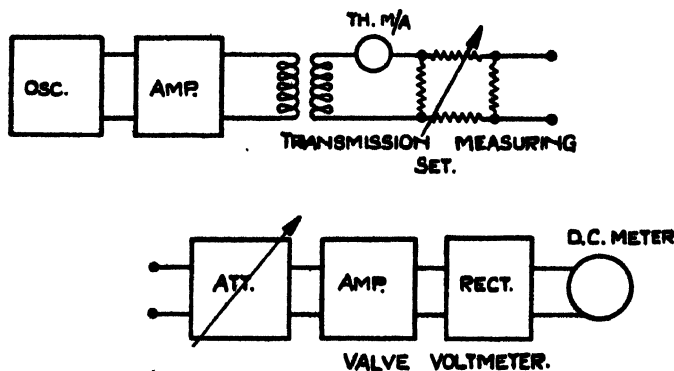 TH. M/A
OSC.
AMP.
TRANSMISSION MEASURING
SET.
D.C. METER
ATT.
AMP.
RECT.
VALVE VOLTMETER.